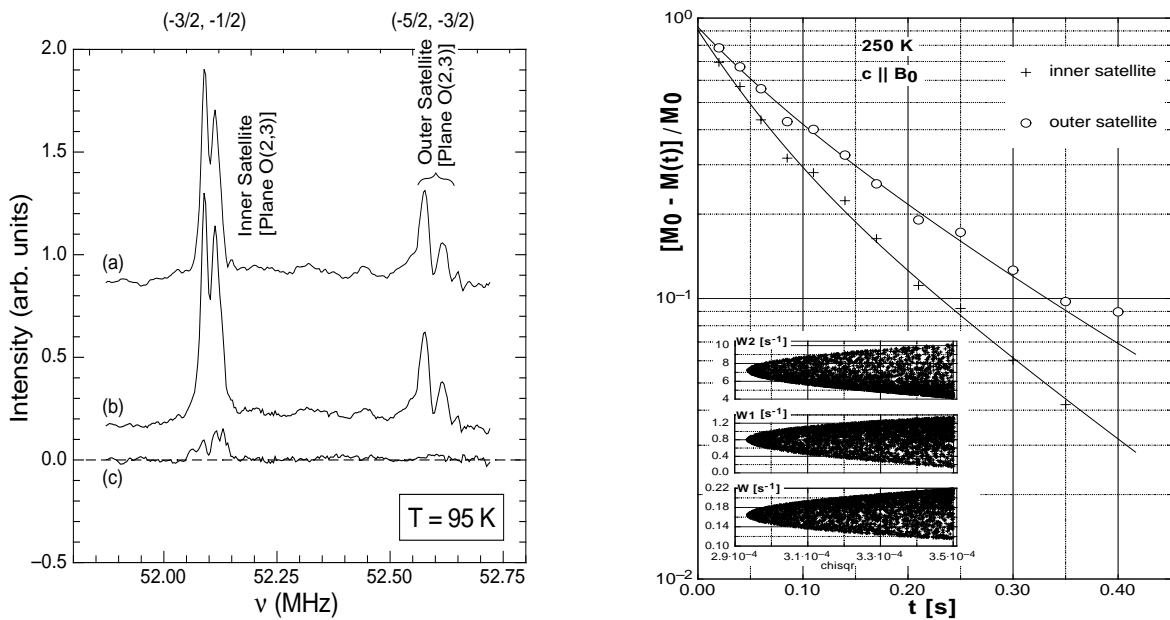 (-3/2, -1/2)
(-5/2, -3/2)
2.0
1.5
1.0
0.5
0.0
−0.5
Intensity (arb. units)
Inner Satellite
[Plane O(2,3)]
Outer Satellite
[Plane O(2,3)]
(a)
(b)
(c)
T = 95 K
52.00
52.25
52.50
52.75
ν (MHz)
10⁰
10⁻¹
10⁻²
[M0 - M(t)] / M0
250 K
c || B0
+ inner satellite
○ outer satellite
W2 [s⁻¹]
10
8
6
4
W1 [s⁻¹]
1.2
0.8
0.4
0.0
W [s⁻¹]
0.22
0.18
0.14
0.10
2.9·10⁻⁴
3.1·10⁻⁴
3.3·10⁻⁴
3.5·10⁻⁴
chisqr
0.00
0.10
0.20
0.30
0.40
t [s]